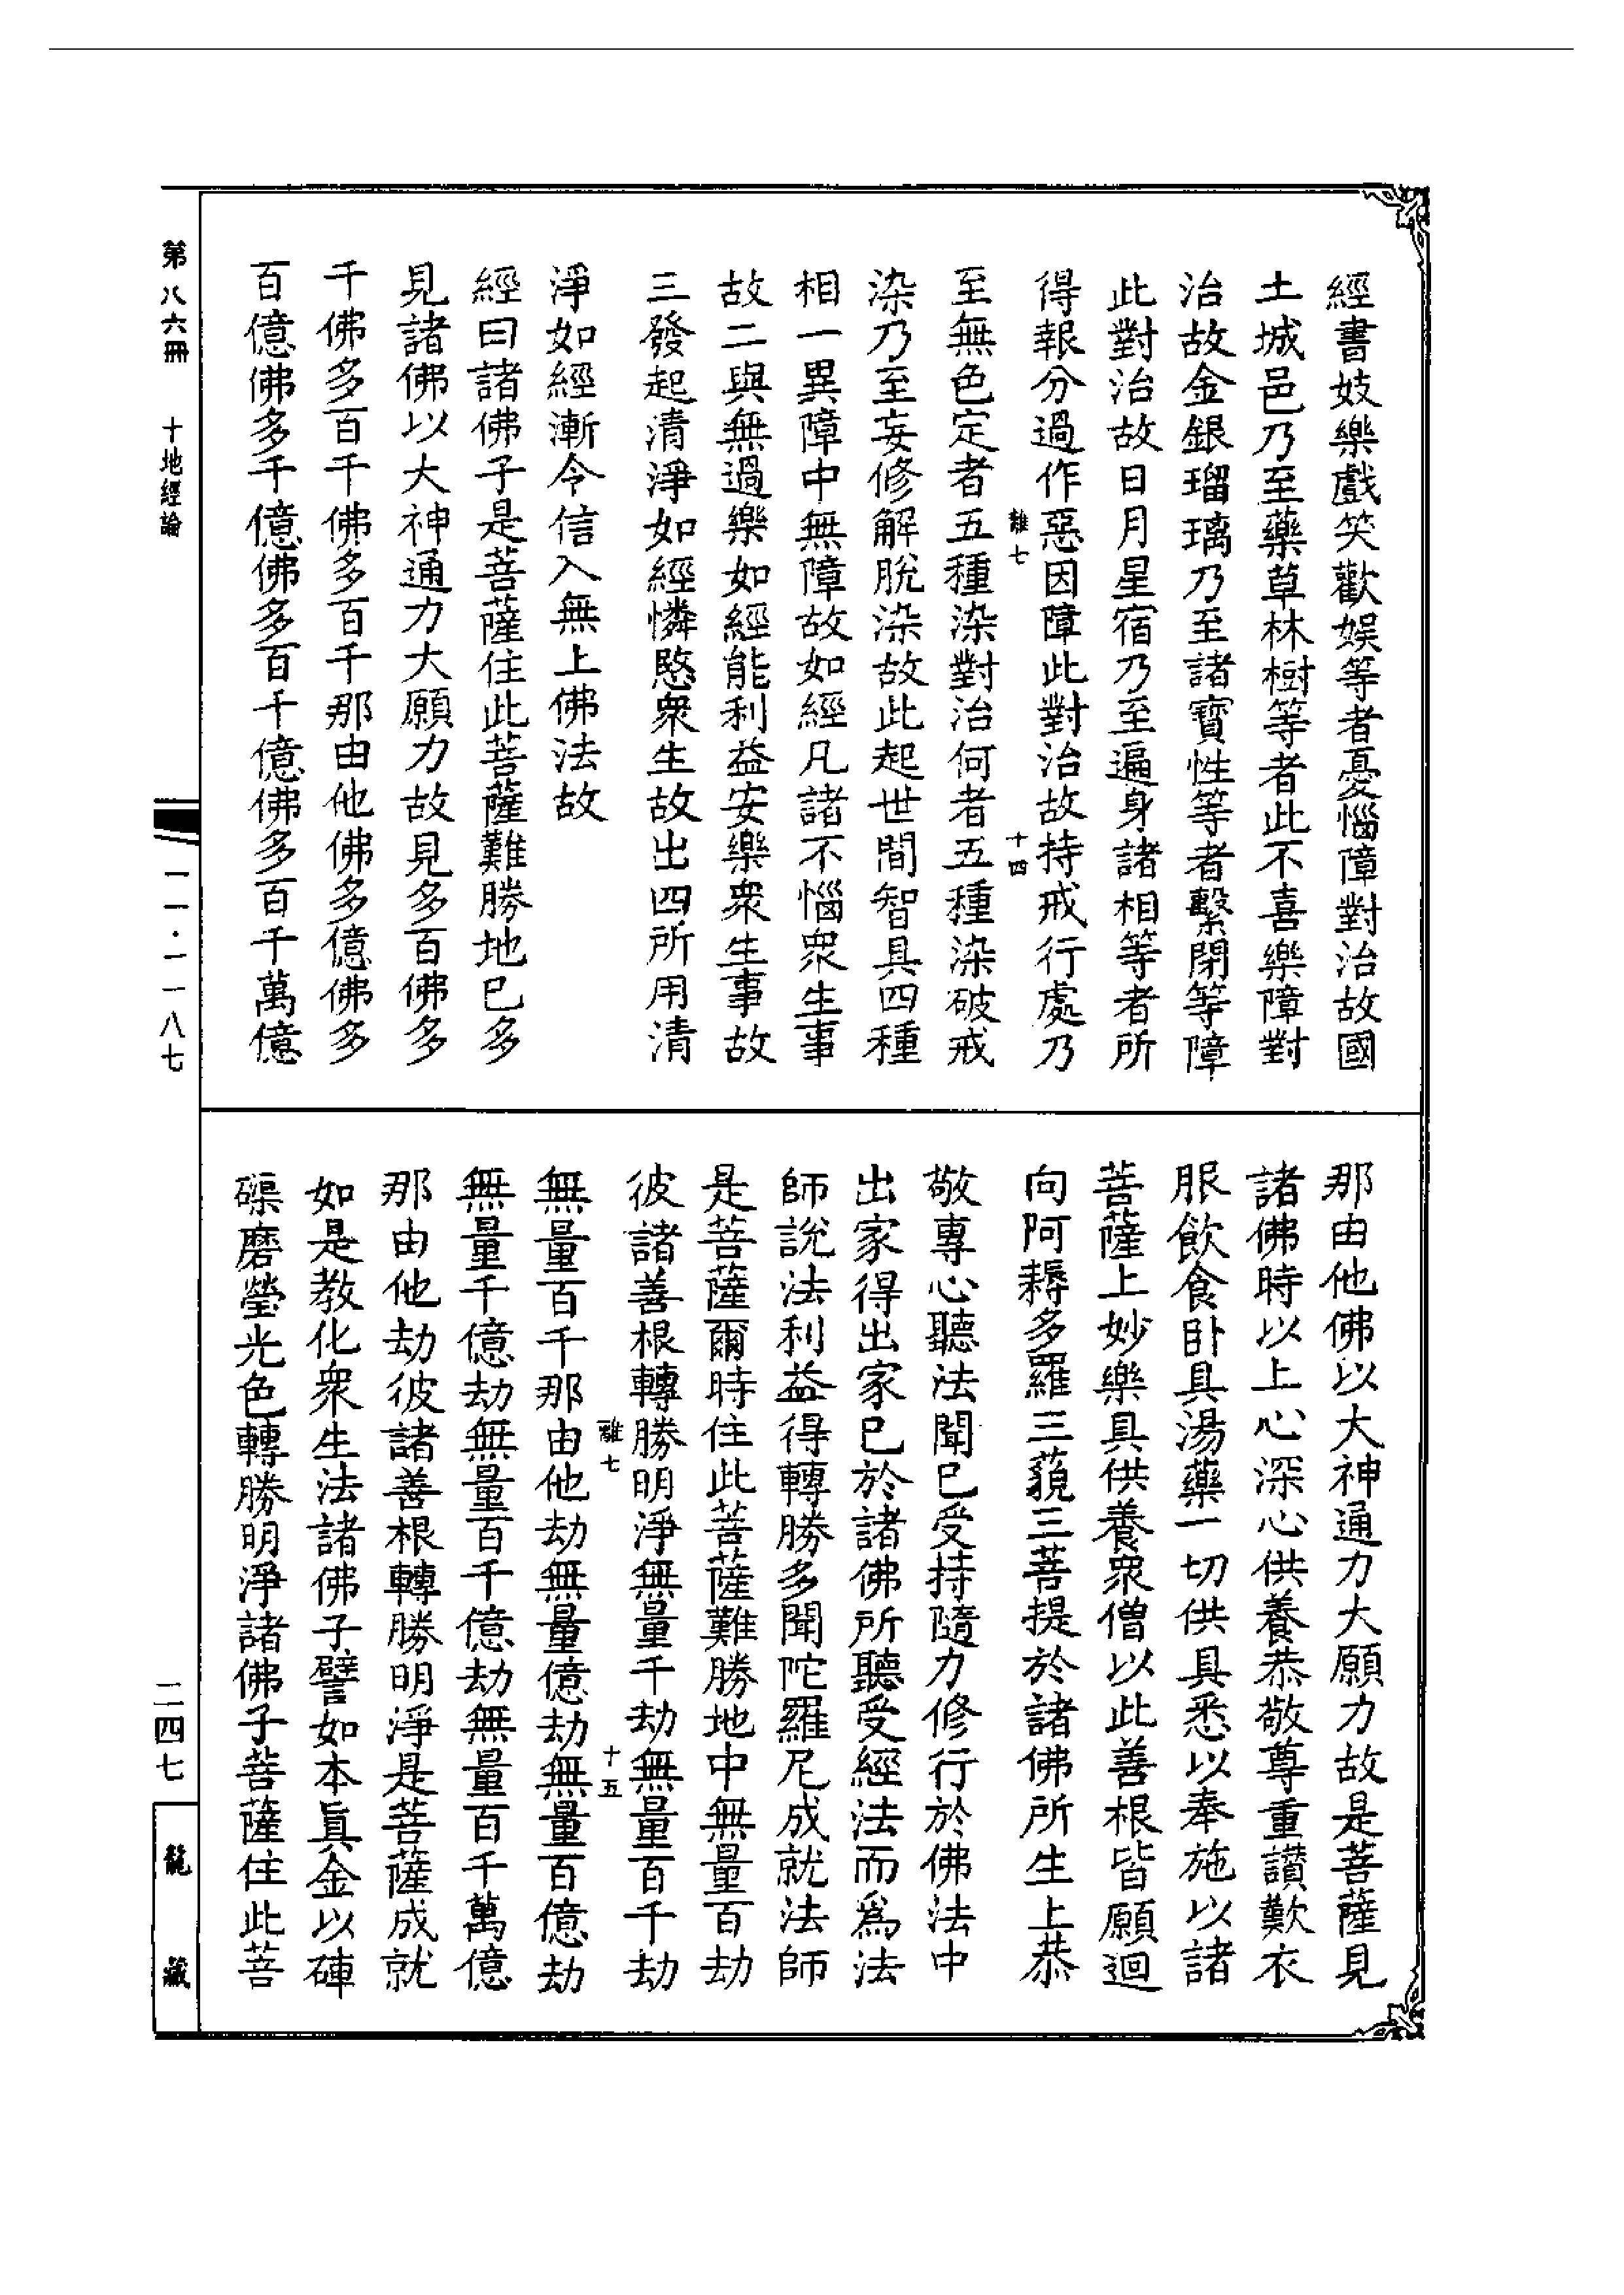 經書妓樂戲笑歡娛等者憂惱障對治故國
土城邑乃至藥草林樹等者此不喜樂障對
治故金銀瑠璃乃至諸寶性等者繫閉等障
此對治故日月星宿乃至遍身諸相等者所
得報分過作惡因障此對治故持戒行處乃
離七
十四
至無色定者五種染對治何者五種染破戒
染乃至妄修解脫染故此起世間智具四種
相一異障中無障故如經凡諸不惱眾生事
故二與無過樂如經能利益安樂眾生事故
三發起清淨如經憐愍眾生故出四所用清
淨如經漸令信入無上佛法故
經曰諸佛子是菩薩住此菩薩難勝地已多
見諸佛以大神通力大願力故見多百佛多
千佛多百千佛多百千那由他佛多億佛多
百億佛多千億佛多百千億佛多百千萬億
那由他佛以大神通力大願力故是菩薩見
諸佛時以上心深心供養恭敬尊重讚歎衣
服飲食卧具湯藥一切供具悉以奉施以諸
菩薩上妙樂具供養眾僧以此善根皆願迴
向阿耨多羅三藐三菩提於諸佛所生上恭
敬專心聽法聞已受持隨力修行於佛法中
出家得出家已於諸佛所聽受經法而為法
師說法利益得轉勝多聞陀羅尼成就法師
是菩薩爾時住此菩薩難勝地中無量百劫
彼諸善根轉勝明淨無量千劫無量百千劫
離七
十五
無量百千那由他劫無量億劫無量百億劫
無量千億劫無量百千億劫無量百千萬億
那由他劫彼諸善根轉勝明淨是菩薩成就
如是教化眾生法諸佛子譬如本真金以硨
磲磨瑩光色轉勝明淨諸佛子菩薩住此菩
第八六冊
十地經論
一一·一一八七
二四七
龍藏